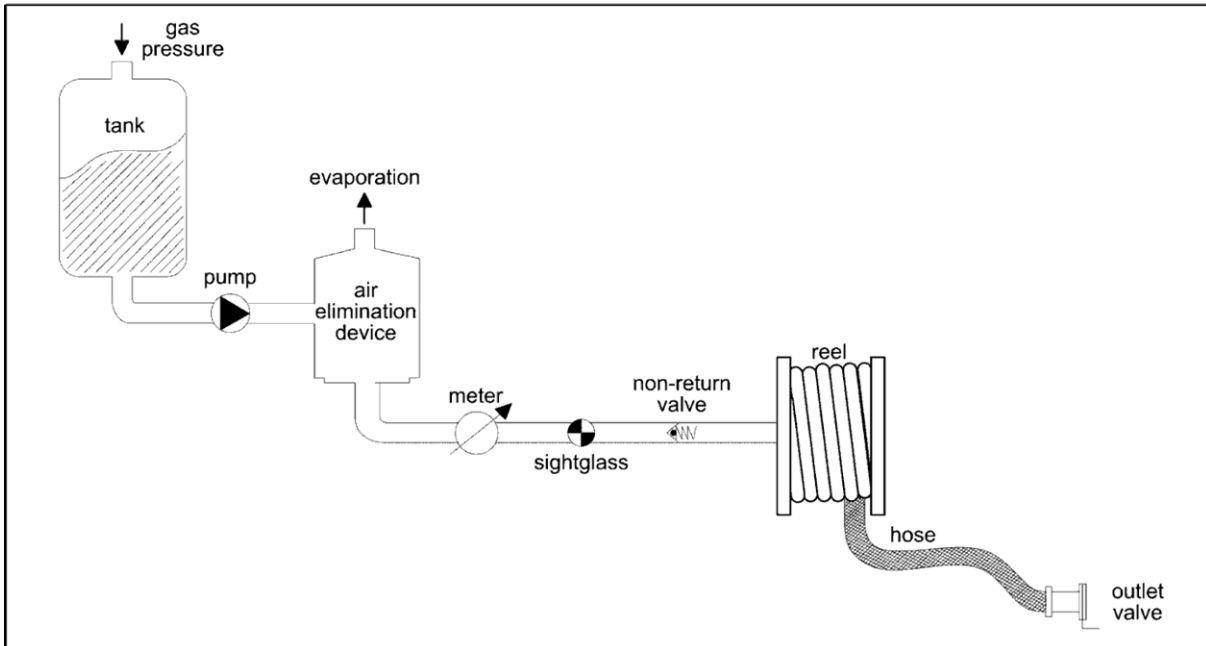 gas
pressure
tank
evaporation
pump
air
elimination
device
meter
sightglass
non-return
valve
reel
hose
outlet
valve